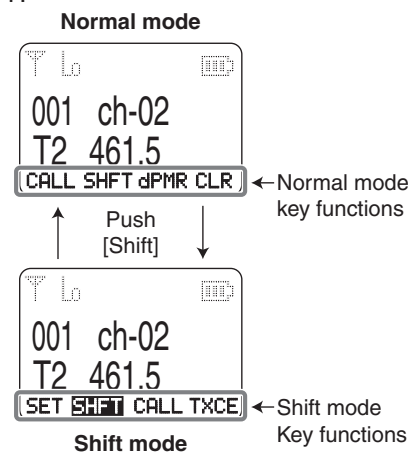 Normal mode
Lo
001 ch-02
T2 461.5
CALL SHFT dPMR CLR
Normal mode
key functions
Push
[Shift]
Lo
001 ch-02
T2 461.5
SET SHFT CALL TXCE
Shift mode
Key functions
Shift mode